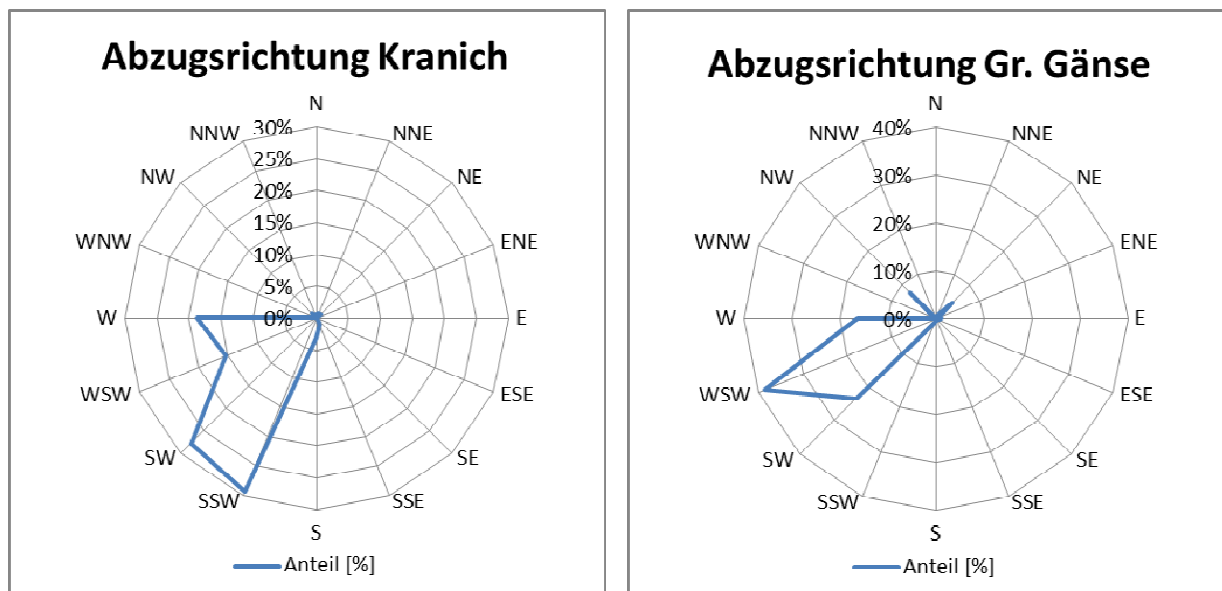 Abzugsrichtung Kranich
N
30%
NNE
25%
NE
20%
ENE
15%
E
10%
ESE
5%
SE
0%
SSE
S
SSW
SW
WSW
W
WNW
NW
NNW
Anteil [%]
Abzugsrichtung Gr. Gänse
N
40%
NNE
30%
NE
20%
ENE
10%
E
0%
ESE
SE
SSE
S
SSW
SW
WSW
W
WNW
NW
NNW
Anteil [%]